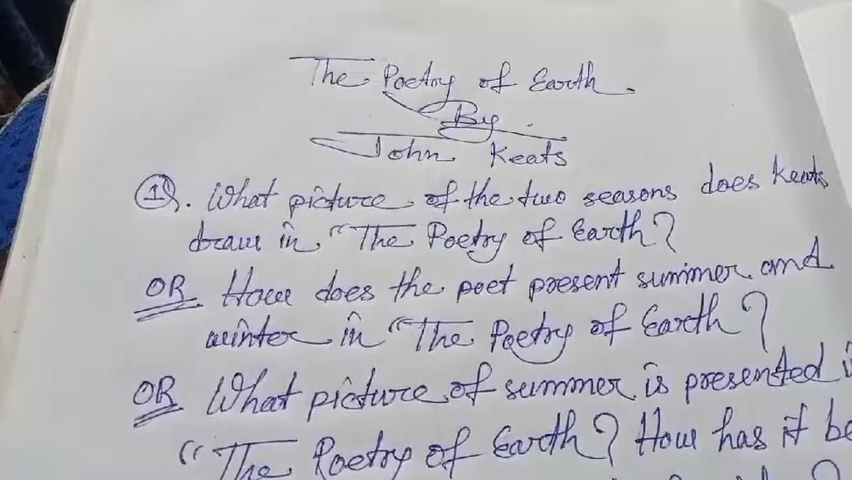 The Poetry of Earth.
By
John Keats
1Q. What picture of the two seasons does Keats
draw in "The Poetry of Earth?
OR How does the poet present summer and
winter in "The Poetry of Earth?
OR What picture of summer is presented
"The Poetry of Earth? How has it